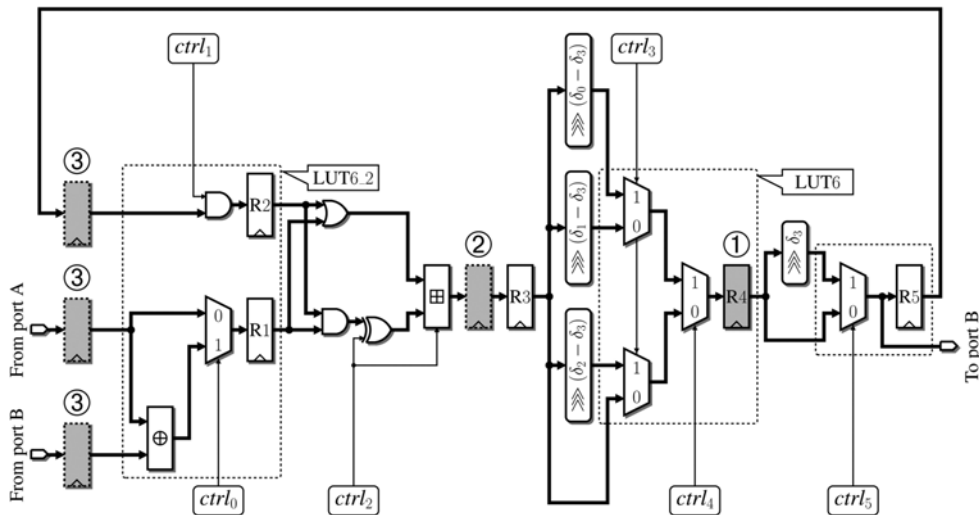 ctrl₁
ctrl₃
⋙ (δ₀ − δ₃)
③
LUT6_2
LUT6
R2
⋙ (δ₁ − δ₃)
1
0
⋙ δ₃
③
②
①
From port A
0
1
R1
⊞
R3
1
0
R4
1
0
R5
To port B
③
⋙ (δ₂ − δ₃)
1
0
From port B
⊕
ctrl₀
ctrl₂
ctrl₄
ctrl₅